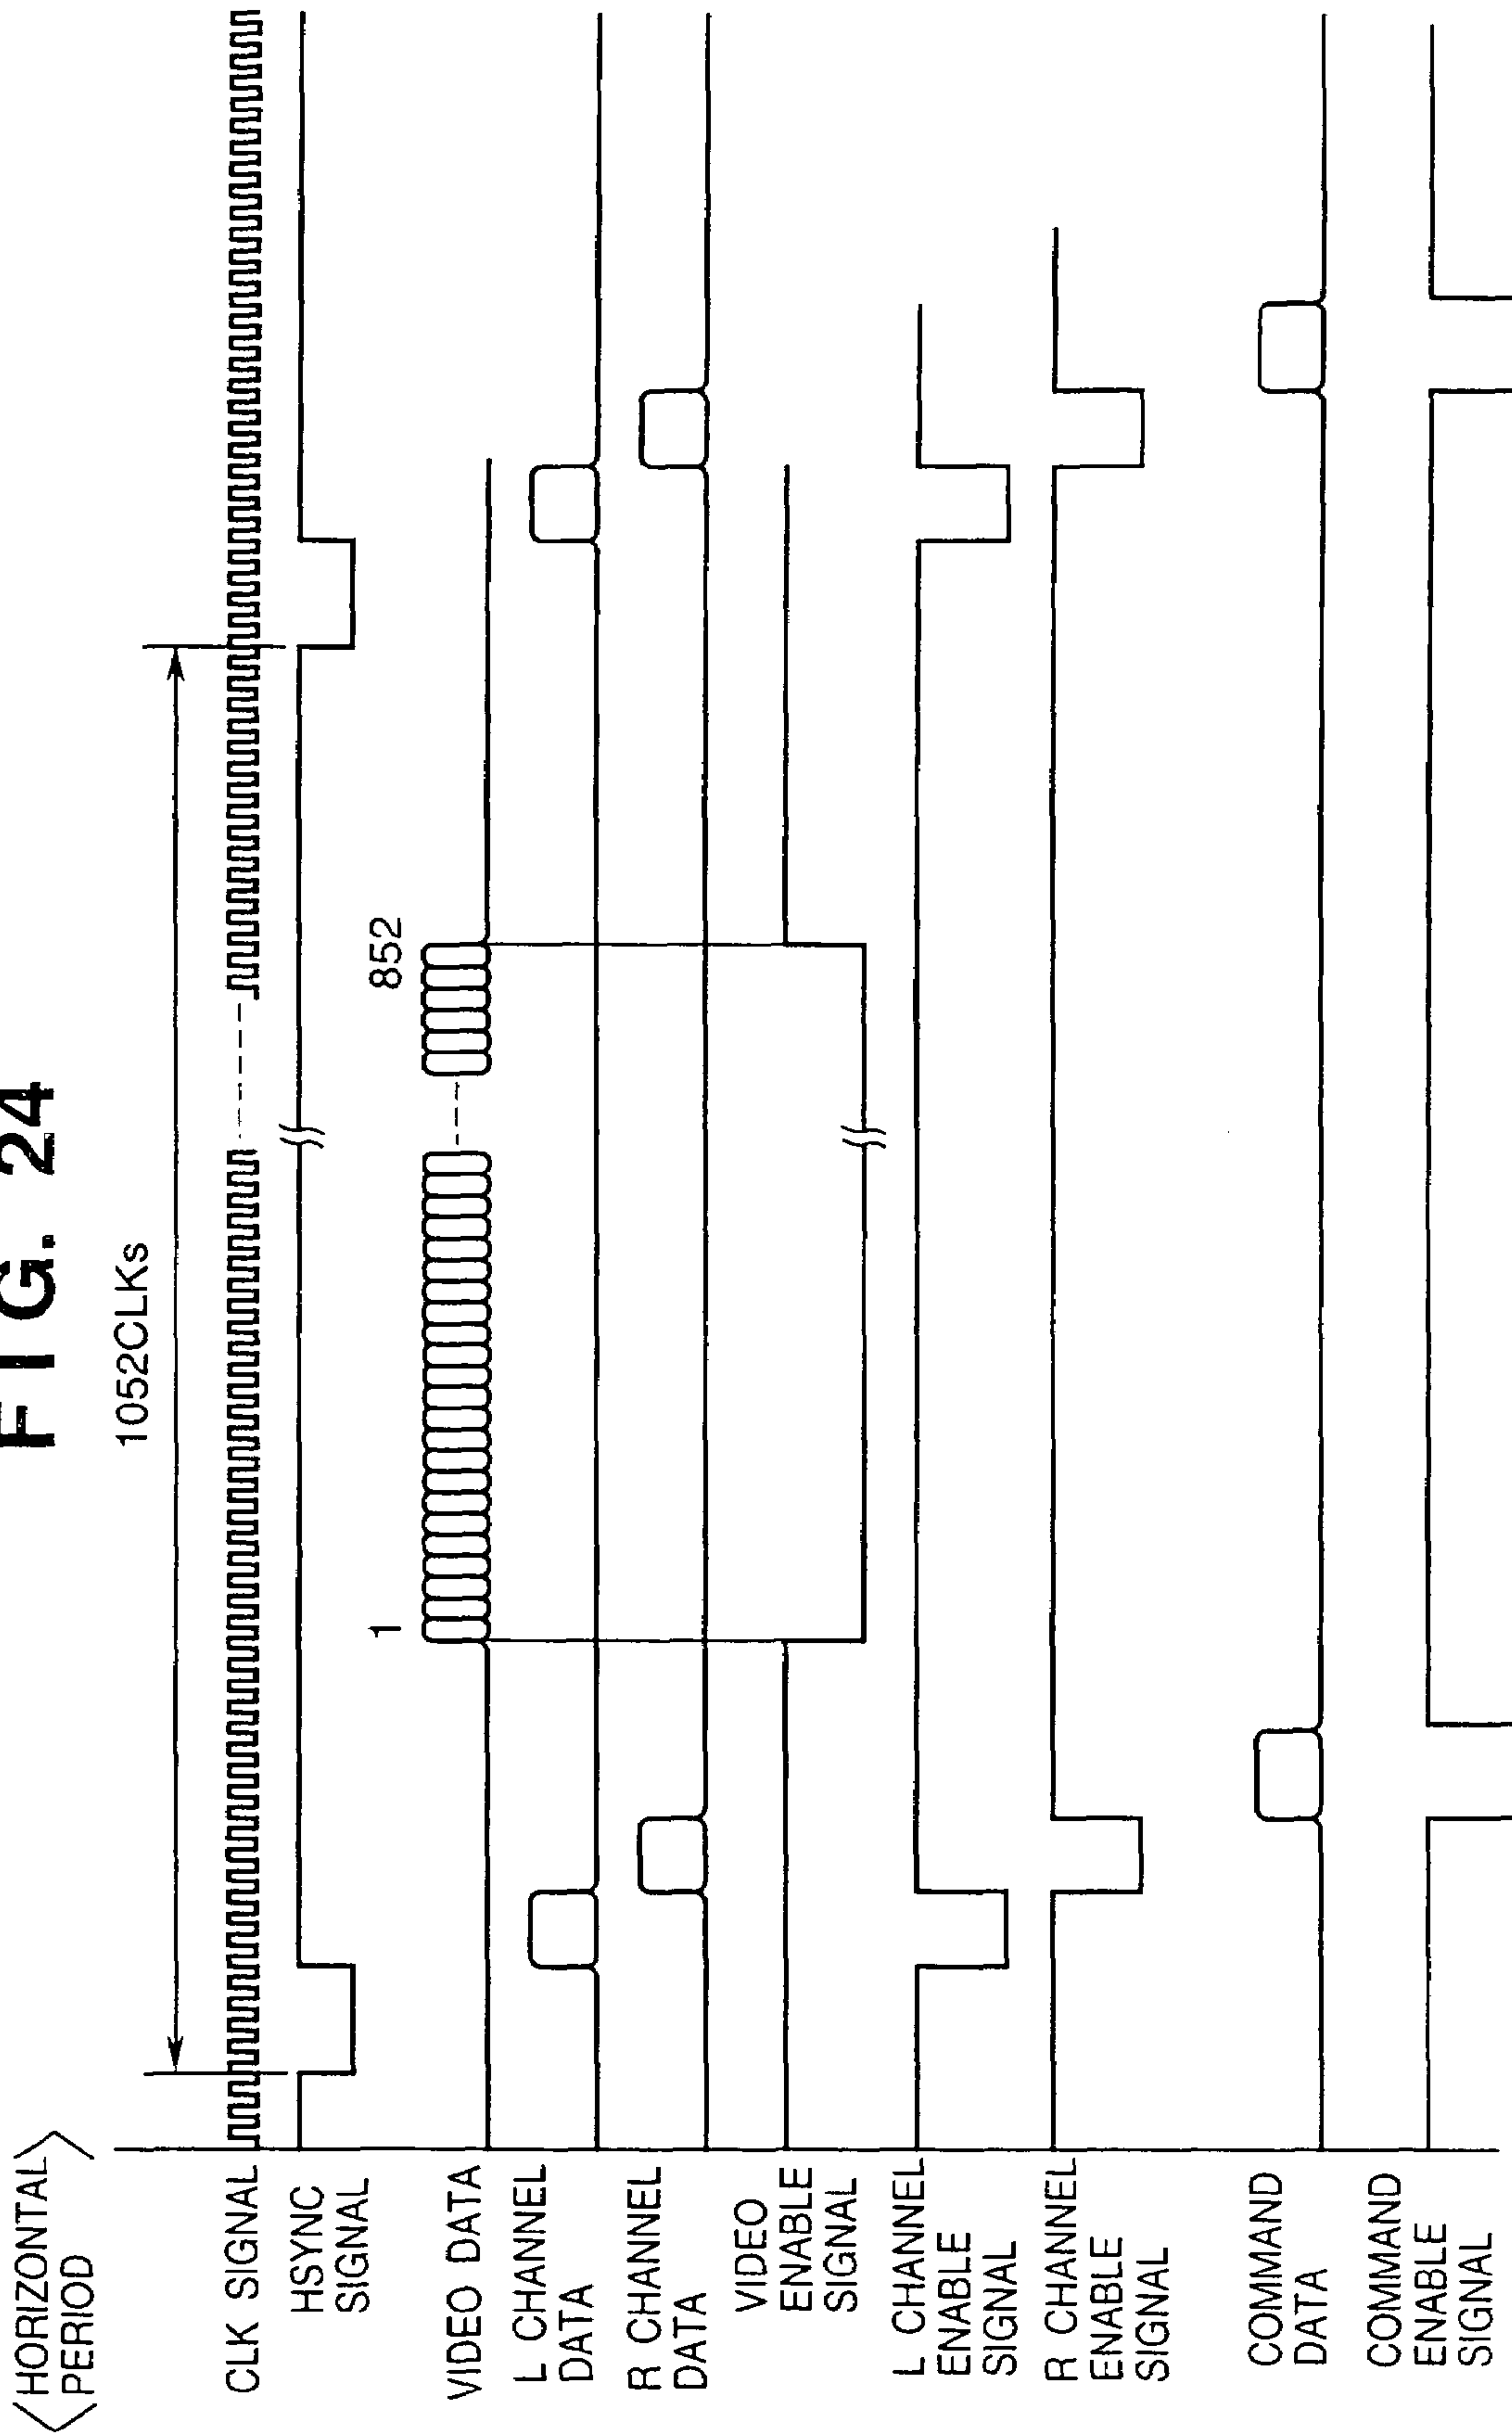 FIG. 24
<HORIZONTAL
PERIOD>
1052CLKs
CLK SIGNAL
HSYNC
SIGNAL
1
852
VIDEO DATA
L CHANNEL
DATA
R CHANNEL
DATA
VIDEO
ENABLE
SIGNAL
L CHANNEL
ENABLE
SIGNAL
R CHANNEL
ENABLE
SIGNAL
COMMAND
DATA
COMMAND
ENABLE
SIGNAL